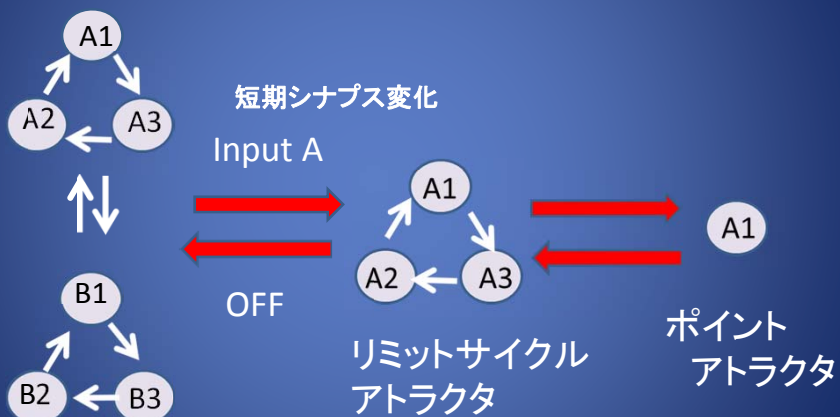 A1
A2
A3
短期シナプス変化
Input A
A1
A2
A3
A1
B1
B2
B3
OFF
リミットサイクル
アトラクタ
ポイント
アトラクタ